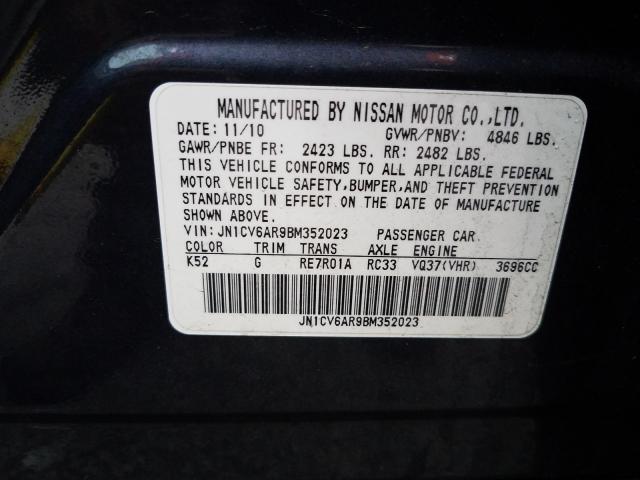 MANUFACTURED BY NISSAN MOTOR CO.,LTD.
DATE: 11/10 GVWR/PNBV: 4846 LBS.
GAWR/PNBE FR: 2423 LBS. RR: 2482 LBS.
THIS VEHICLE CONFORMS TO ALL APPLICABLE FEDERAL
MOTOR VEHICLE SAFETY,BUMPER,AND THEFT PREVENTION
STANDARDS IN EFFECT ON THE DATE OF MANUFACTURE
SHOWN ABOVE.
VIN: JN1CV6AR9BM352023 PASSENGER CAR
COLOR TRIM TRANS AXLE ENGINE
K52 G RE7R01A RC33 VQ37(VHR) 3696CC
JN1CV6AR9BM352023